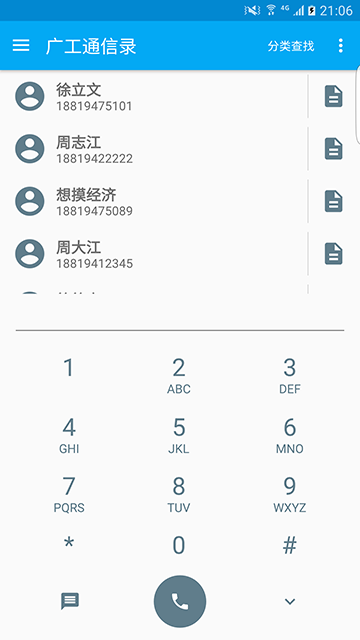 4G 21:06
广工通信录 分类查找
徐立文
18819475101
周志江
18819422222
想摸经济
18819475089
周大江
18819412345
1 2 3
ABC DEF
4 5 6
GHI JKL MNO
7 8 9
PQRS TUV WXYZ
* 0 #